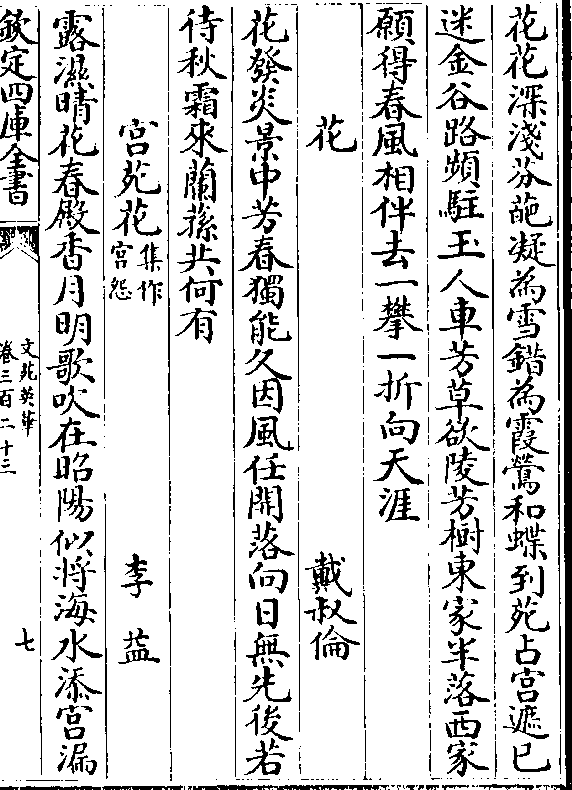 花花深淺芬葩凝為雪錯為霞鶯和蝶到苑占宮遮已
迷金谷路頻駐玉人車芳草欲陵芳樹東家半落西家
願得春風相伴去一攀一折向天涯
花 戴叔倫
花發炎景中芳春獨能久因風任開落向日無先後若
待秋霜來蘭蓀共何有
宮苑花集作宮怨 李益
露濕晴花春殿香月明歌吹在昭陽似將海水添宮漏
欽定四庫全書 文苑英華卷三百二十三 七